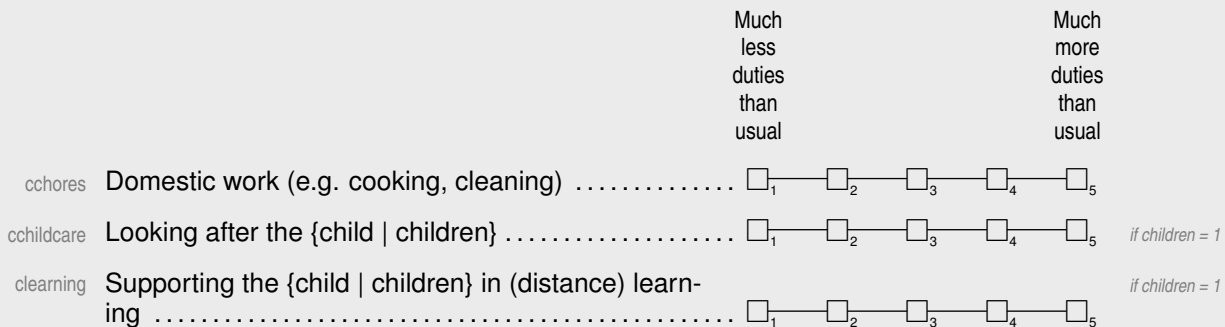 Much Much
less more
duties duties
than than
usual usual
cchores Domestic work (e.g. cooking, cleaning) .............. 1 2 3 4 5
cchildcare Looking after the {child | children} .................... 1 2 3 4 5 if children = 1
clearning Supporting the {child | children} in (distance) learn- if children = 1
ing .................................................. 1 2 3 4 5